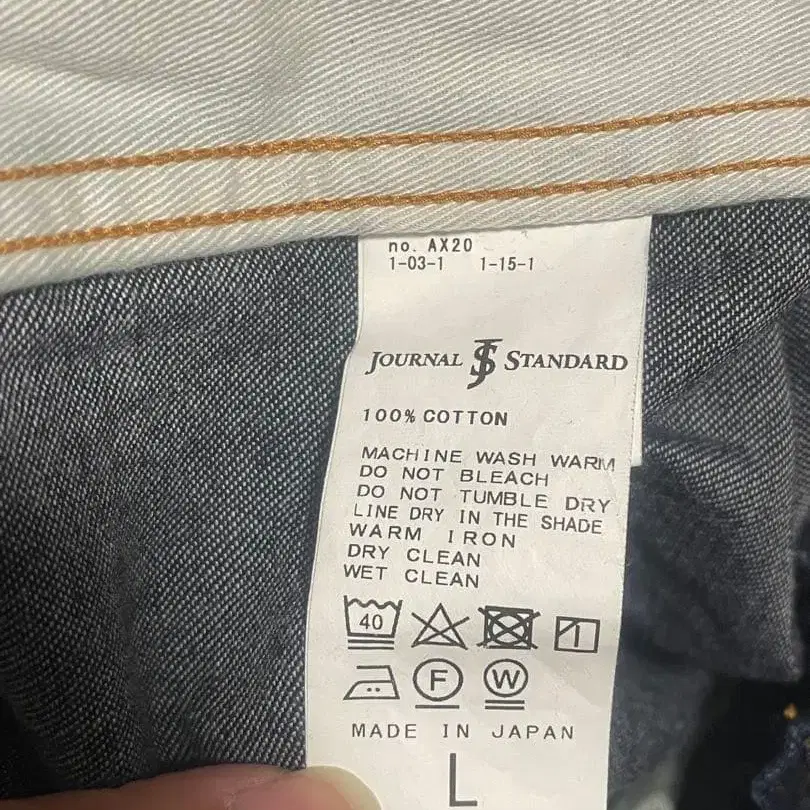 no. AX20
1-03-1 1-15-1
JOURNAL JS STANDARD
100% COTTON
MACHINE WASH WARM
DO NOT BLEACH
DO NOT TUMBLE DRY
LINE DRY IN THE SHADE
WARM IRON
DRY CLEAN
WET CLEAN
40
F W
MADE IN JAPAN
L